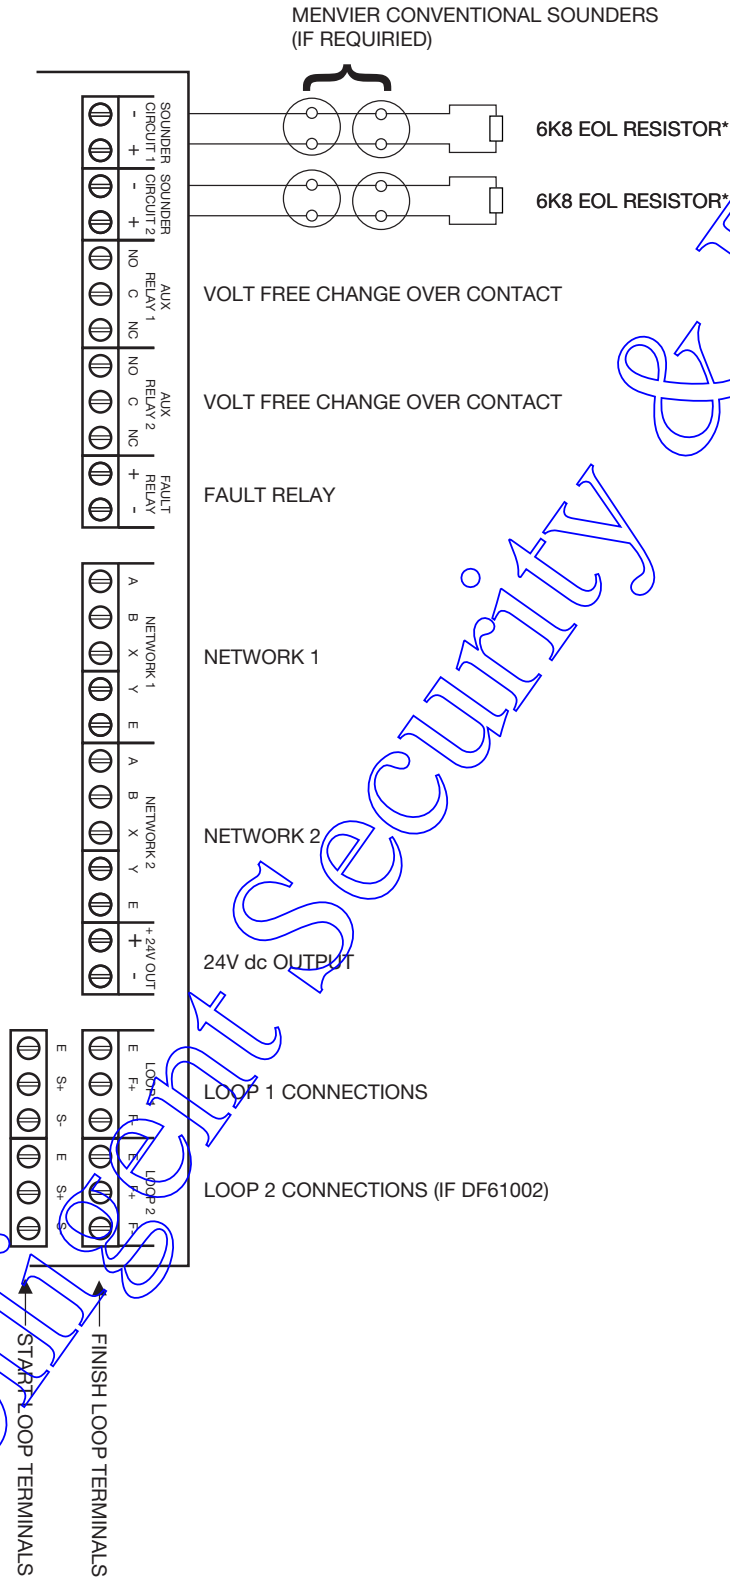 MENVIER CONVENTIONAL SOUNDERS
(IF REQUIRIED)
- +
SOUNDER
CIRCUIT 1
6K8 EOL RESISTOR*
- +
SOUNDER
CIRCUIT 2
6K8 EOL RESISTOR*
NO C NC
AUX
RELAY 1
VOLT FREE CHANGE OVER CONTACT
NO C NC
AUX
RELAY 2
VOLT FREE CHANGE OVER CONTACT
+ -
FAULT
RELAY
FAULT RELAY
A B X Y E
NETWORK 1
NETWORK 1
A B X Y E
NETWORK 2
NETWORK 2
+ -
+ 24V OUT
24V dc OUTPUT
E S+ S-
E F+ F-
LOOP
LOOP 1 CONNECTIONS
E S+ S
E F+ F-
LOOP 2
LOOP 2 CONNECTIONS (IF DF61002)
START LOOP TERMINALS
FINISH LOOP TERMINALS
Security &